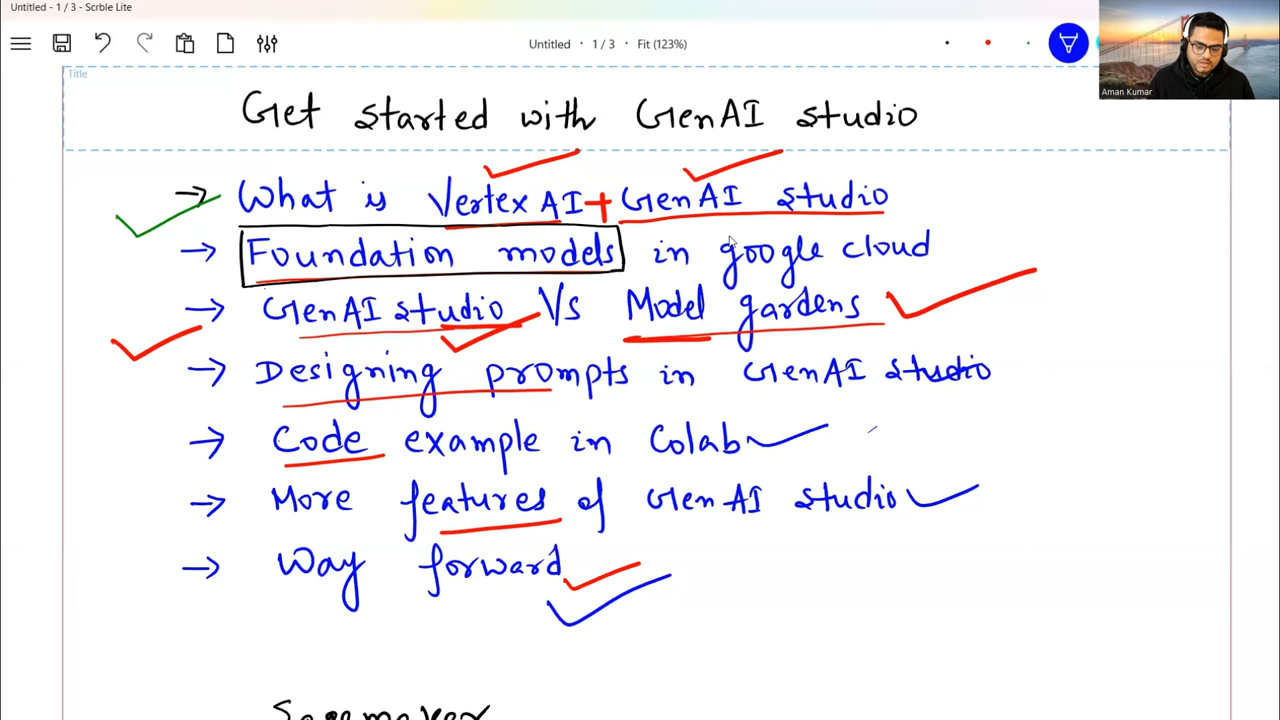 Untitled - 1 / 3 - Scrble Lite
Untitled • 1 / 3 • Fit (123%)
Aman Kumar
Title
Get started with GenAI studio
→ What is Vertex AI + GenAI studio
→ Foundation models in google cloud
→ GenAI studio Vs Model gardens
→ Designing prompts in GenAI studio
→ Code example in Colab
→ More features of GenAI studio
→ Way forward
Sagemaker